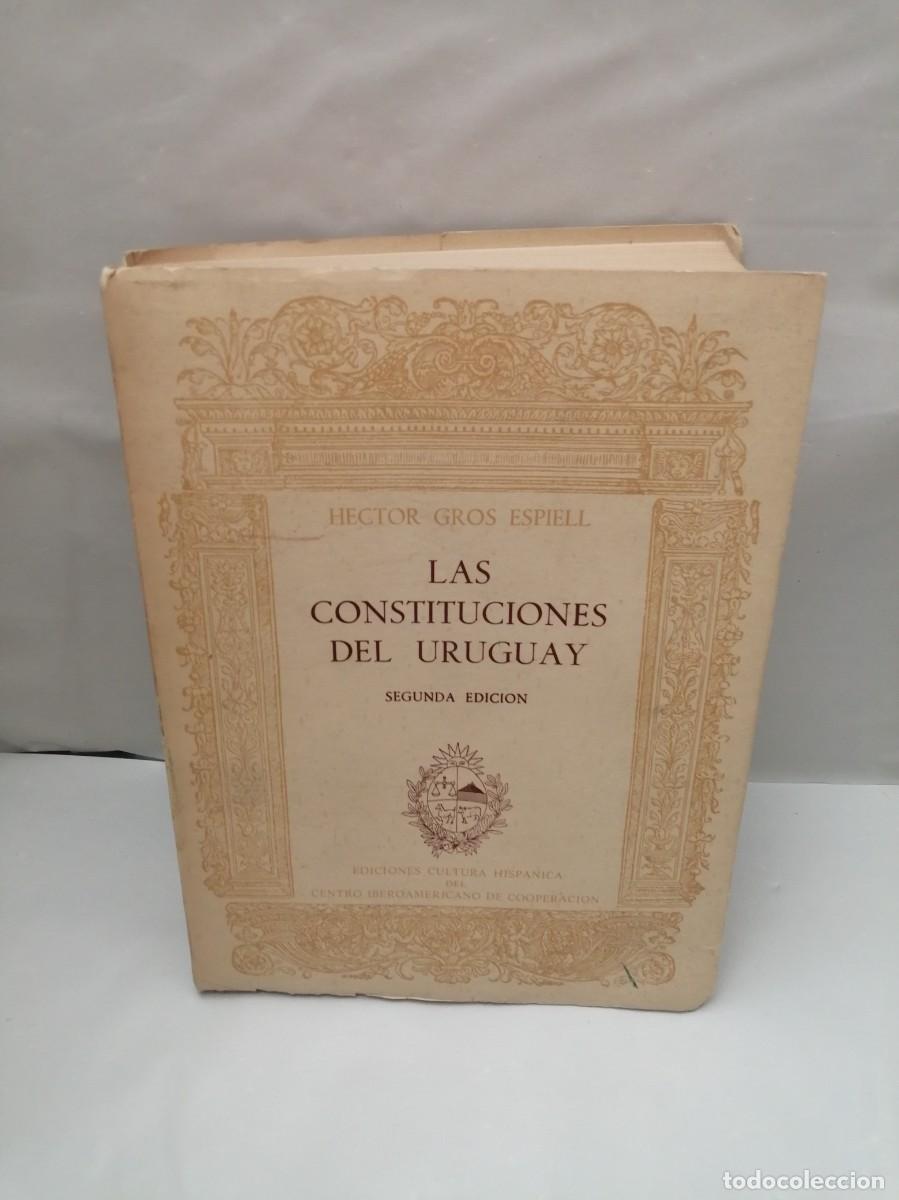 HECTOR GROS ESPIELL
LAS
CONSTITUCIONES
DEL URUGUAY
SEGUNDA EDICION
EDICIONES CULTURA HISPANICA
DEL
CENTRO IBEROAMERICANO DE COOPERACION
todocoleccion